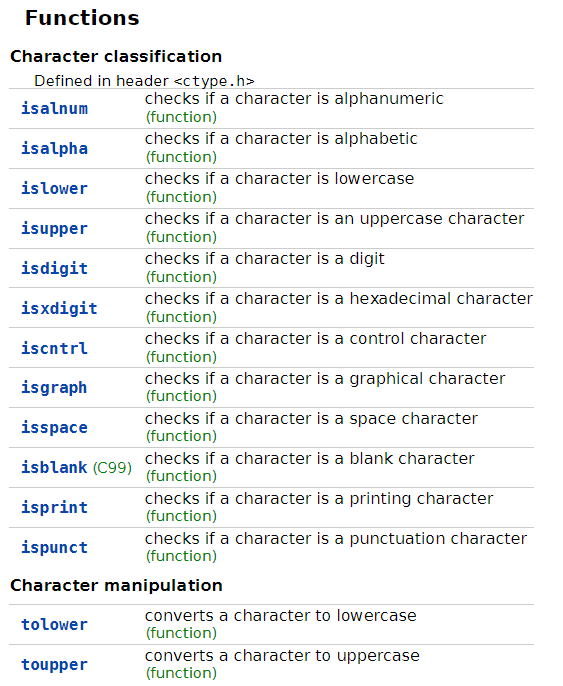 Functions
Character classification
Defined in header <ctype.h>
isalnum checks if a character is alphanumeric
(function)
isalpha checks if a character is alphabetic
(function)
islower checks if a character is lowercase
(function)
isupper checks if a character is an uppercase character
(function)
isdigit checks if a character is a digit
(function)
isxdigit checks if a character is a hexadecimal character
(function)
iscntrl checks if a character is a control character
(function)
isgraph checks if a character is a graphical character
(function)
isspace checks if a character is a space character
(function)
isblank (C99) checks if a character is a blank character
(function)
isprint checks if a character is a printing character
(function)
ispunct checks if a character is a punctuation character
(function)
Character manipulation
tolower converts a character to lowercase
(function)
toupper converts a character to uppercase
(function)